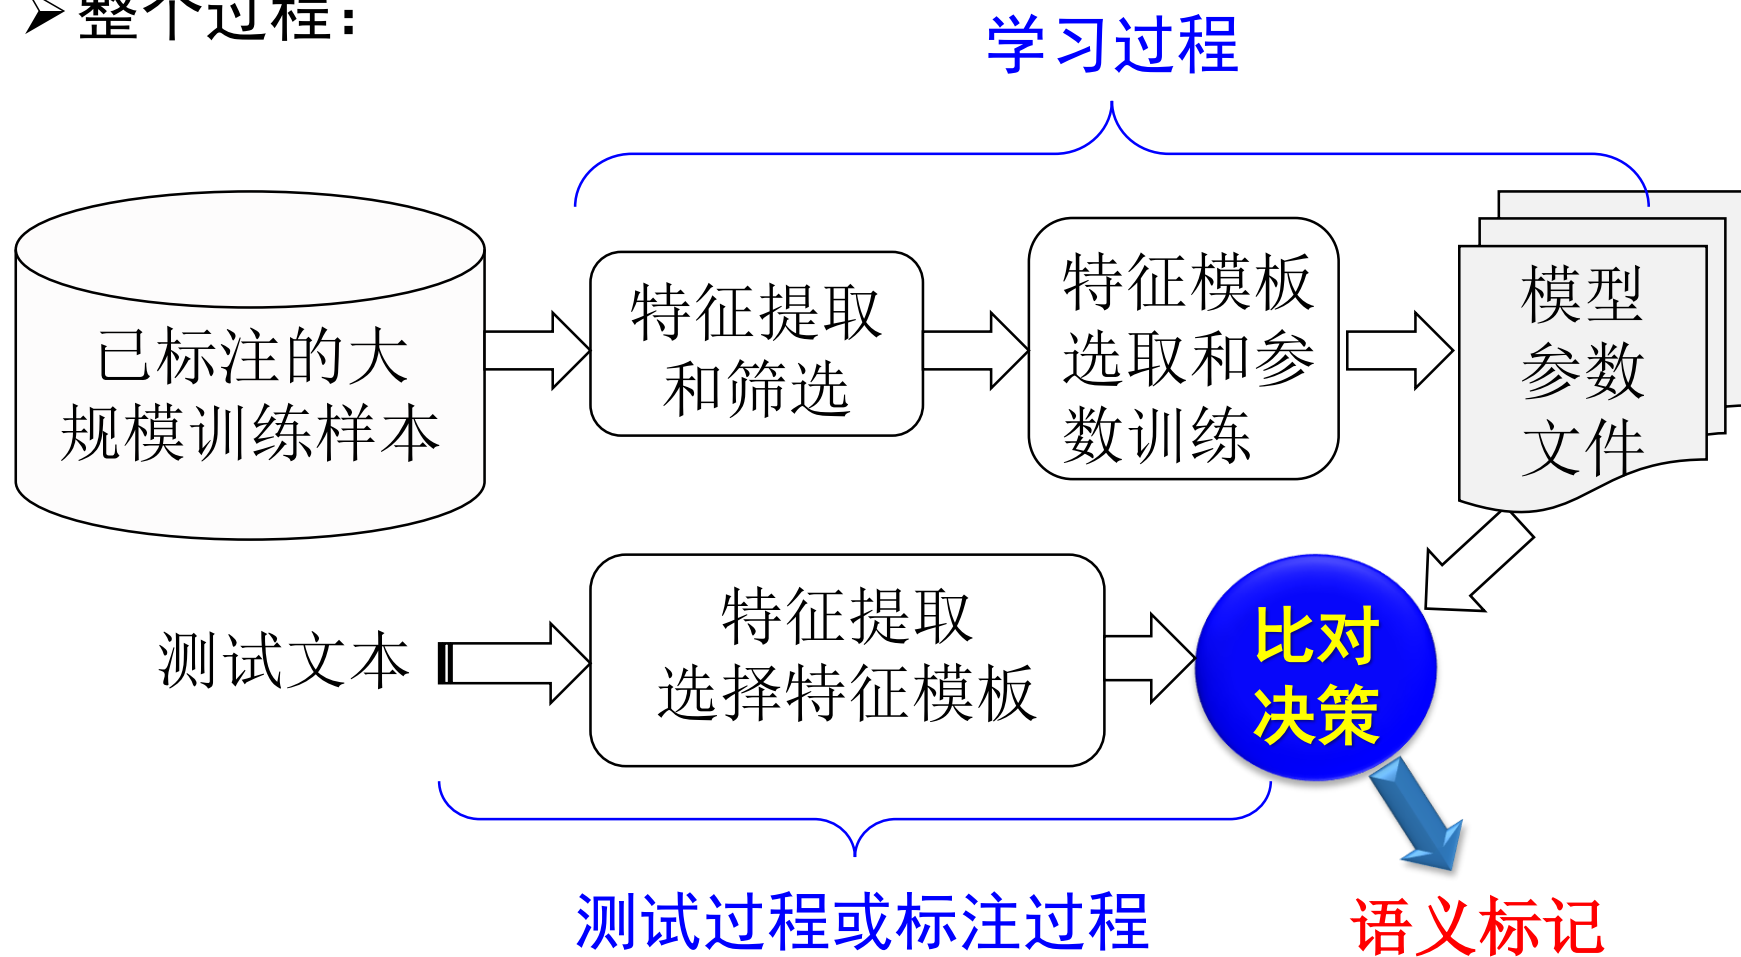 ➢整个过程:
学习过程
已标注的大
规模训练样本
特征提取
和筛选
特征模板
选取和参
数训练
模型
参数
文件
测试文本
特征提取
选择特征模板
比对
决策
测试过程或标注过程
语义标记